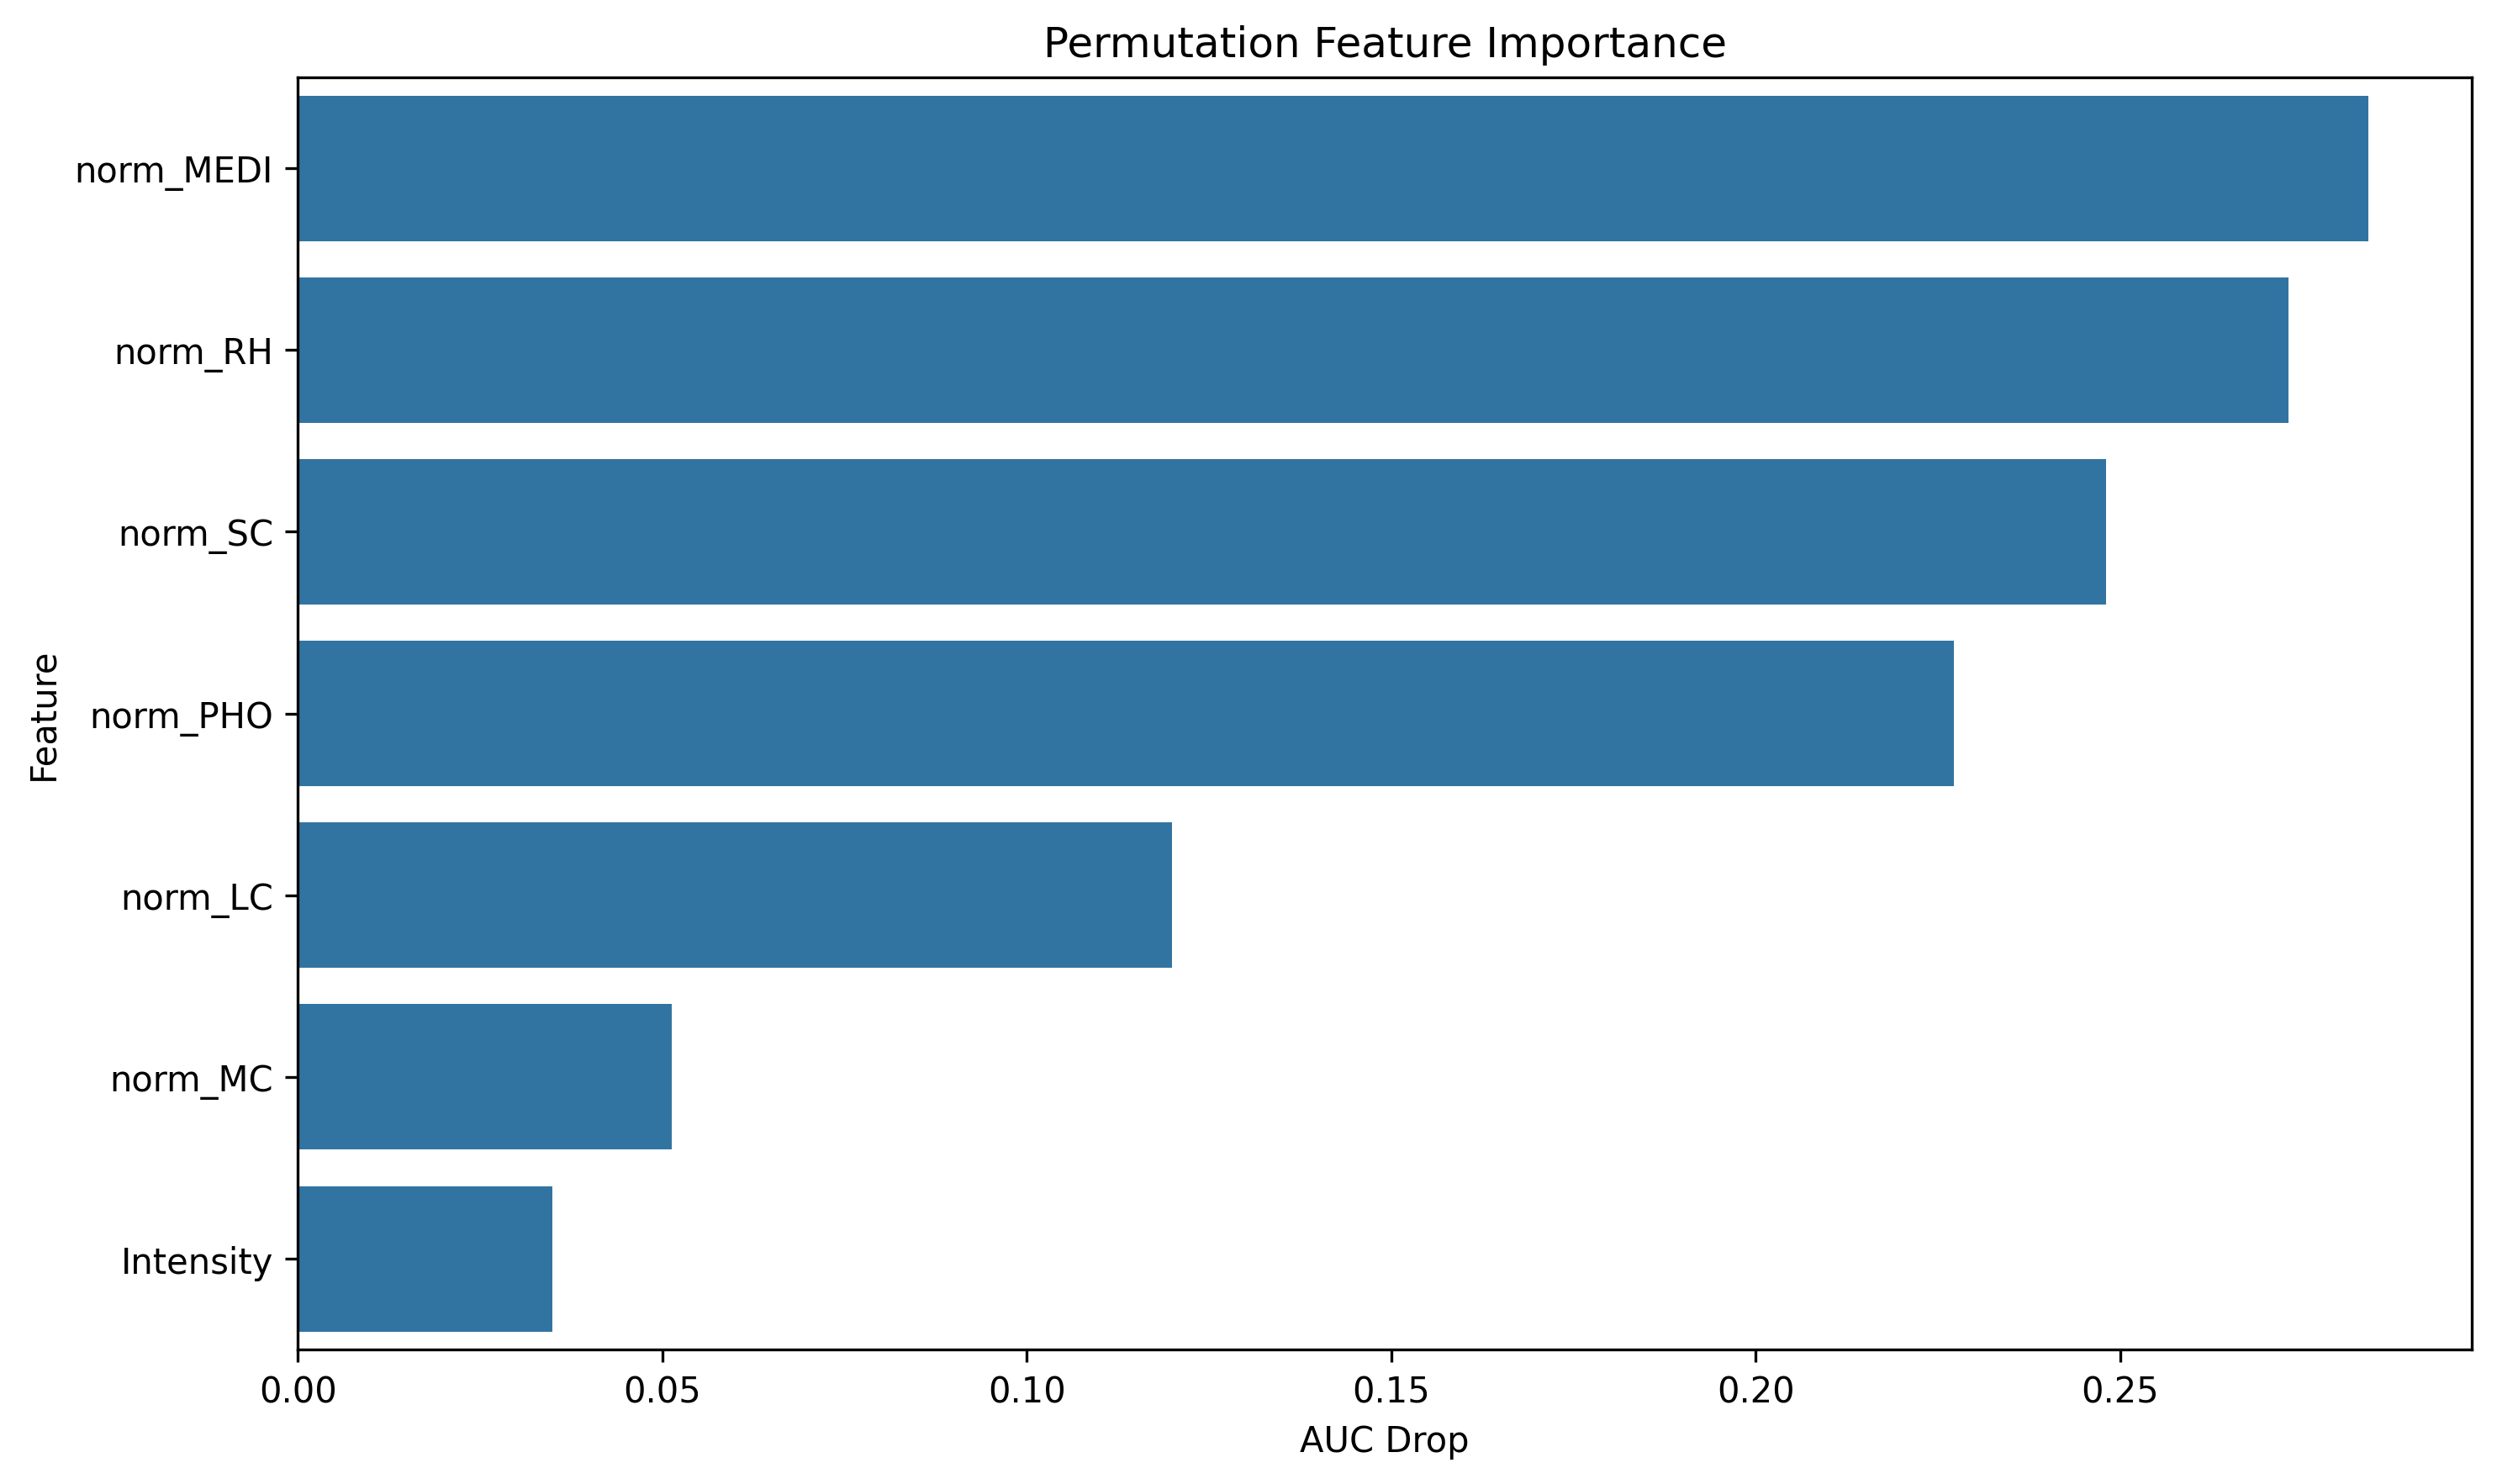 Permutation Feature Importance
norm_MEDI
norm_RH
norm_SC
norm_PHO
norm_LC
norm_MC
Intensity
Feature
0.00 0.05 0.10 0.15 0.20 0.25
AUC Drop